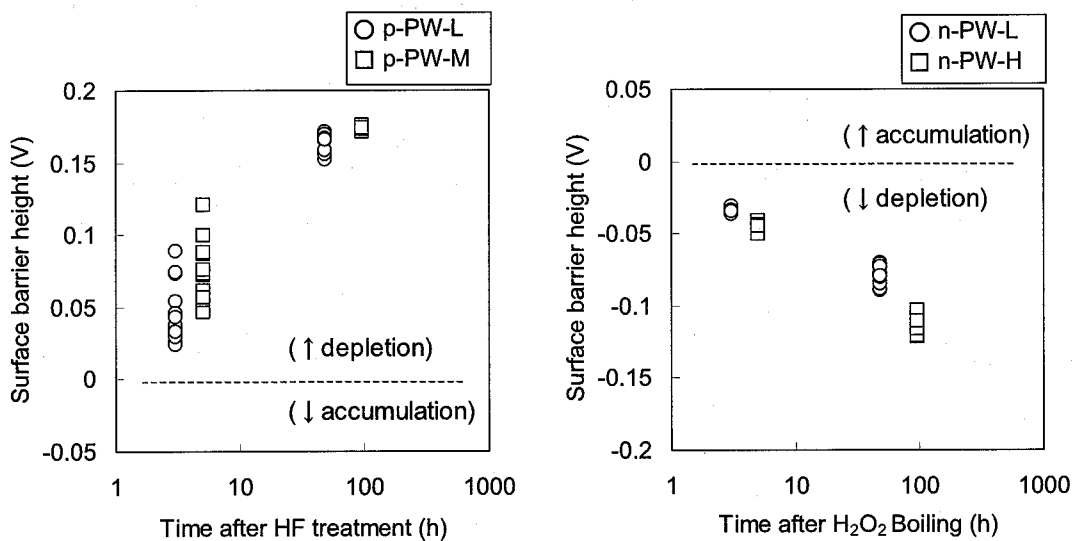 p-PW-L
p-PW-M
0.2
0.15
0.1
0.05
0
-0.05
Surface barrier height (V)
(↑ depletion)
(↓ accumulation)
1
10
100
1000
Time after HF treatment (h)
n-PW-L
n-PW-H
0.05
0
-0.05
-0.1
-0.15
-0.2
Surface barrier height (V)
(↑ accumulation)
(↓ depletion)
1
10
100
1000
Time after H₂O₂ Boiling (h)